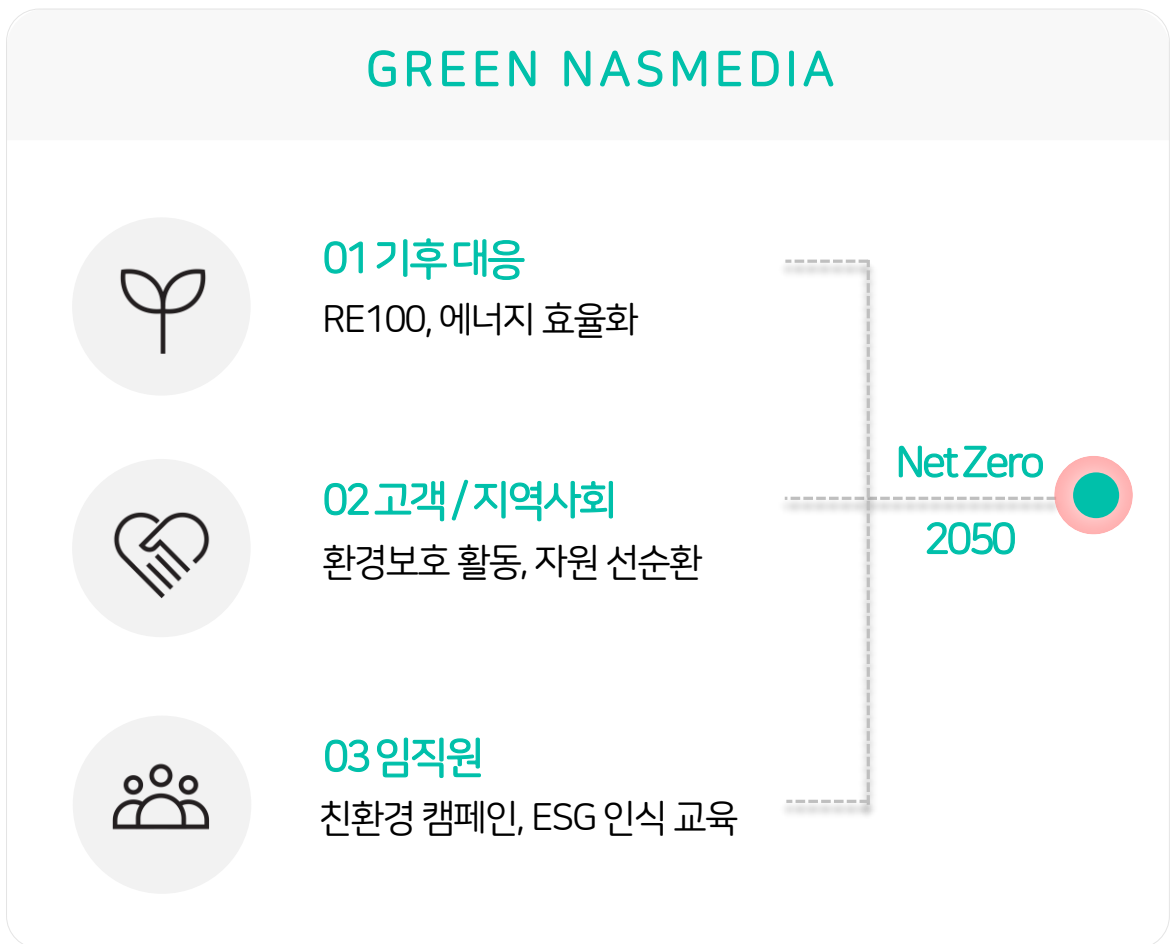 GREEN NASMEDIA
01 기후 대응
RE100, 에너지 효율화
02 고객 / 지역사회
환경보호 활동, 자원 선순환
03 임직원
친환경 캠페인, ESG 인식 교육
Net Zero
2050